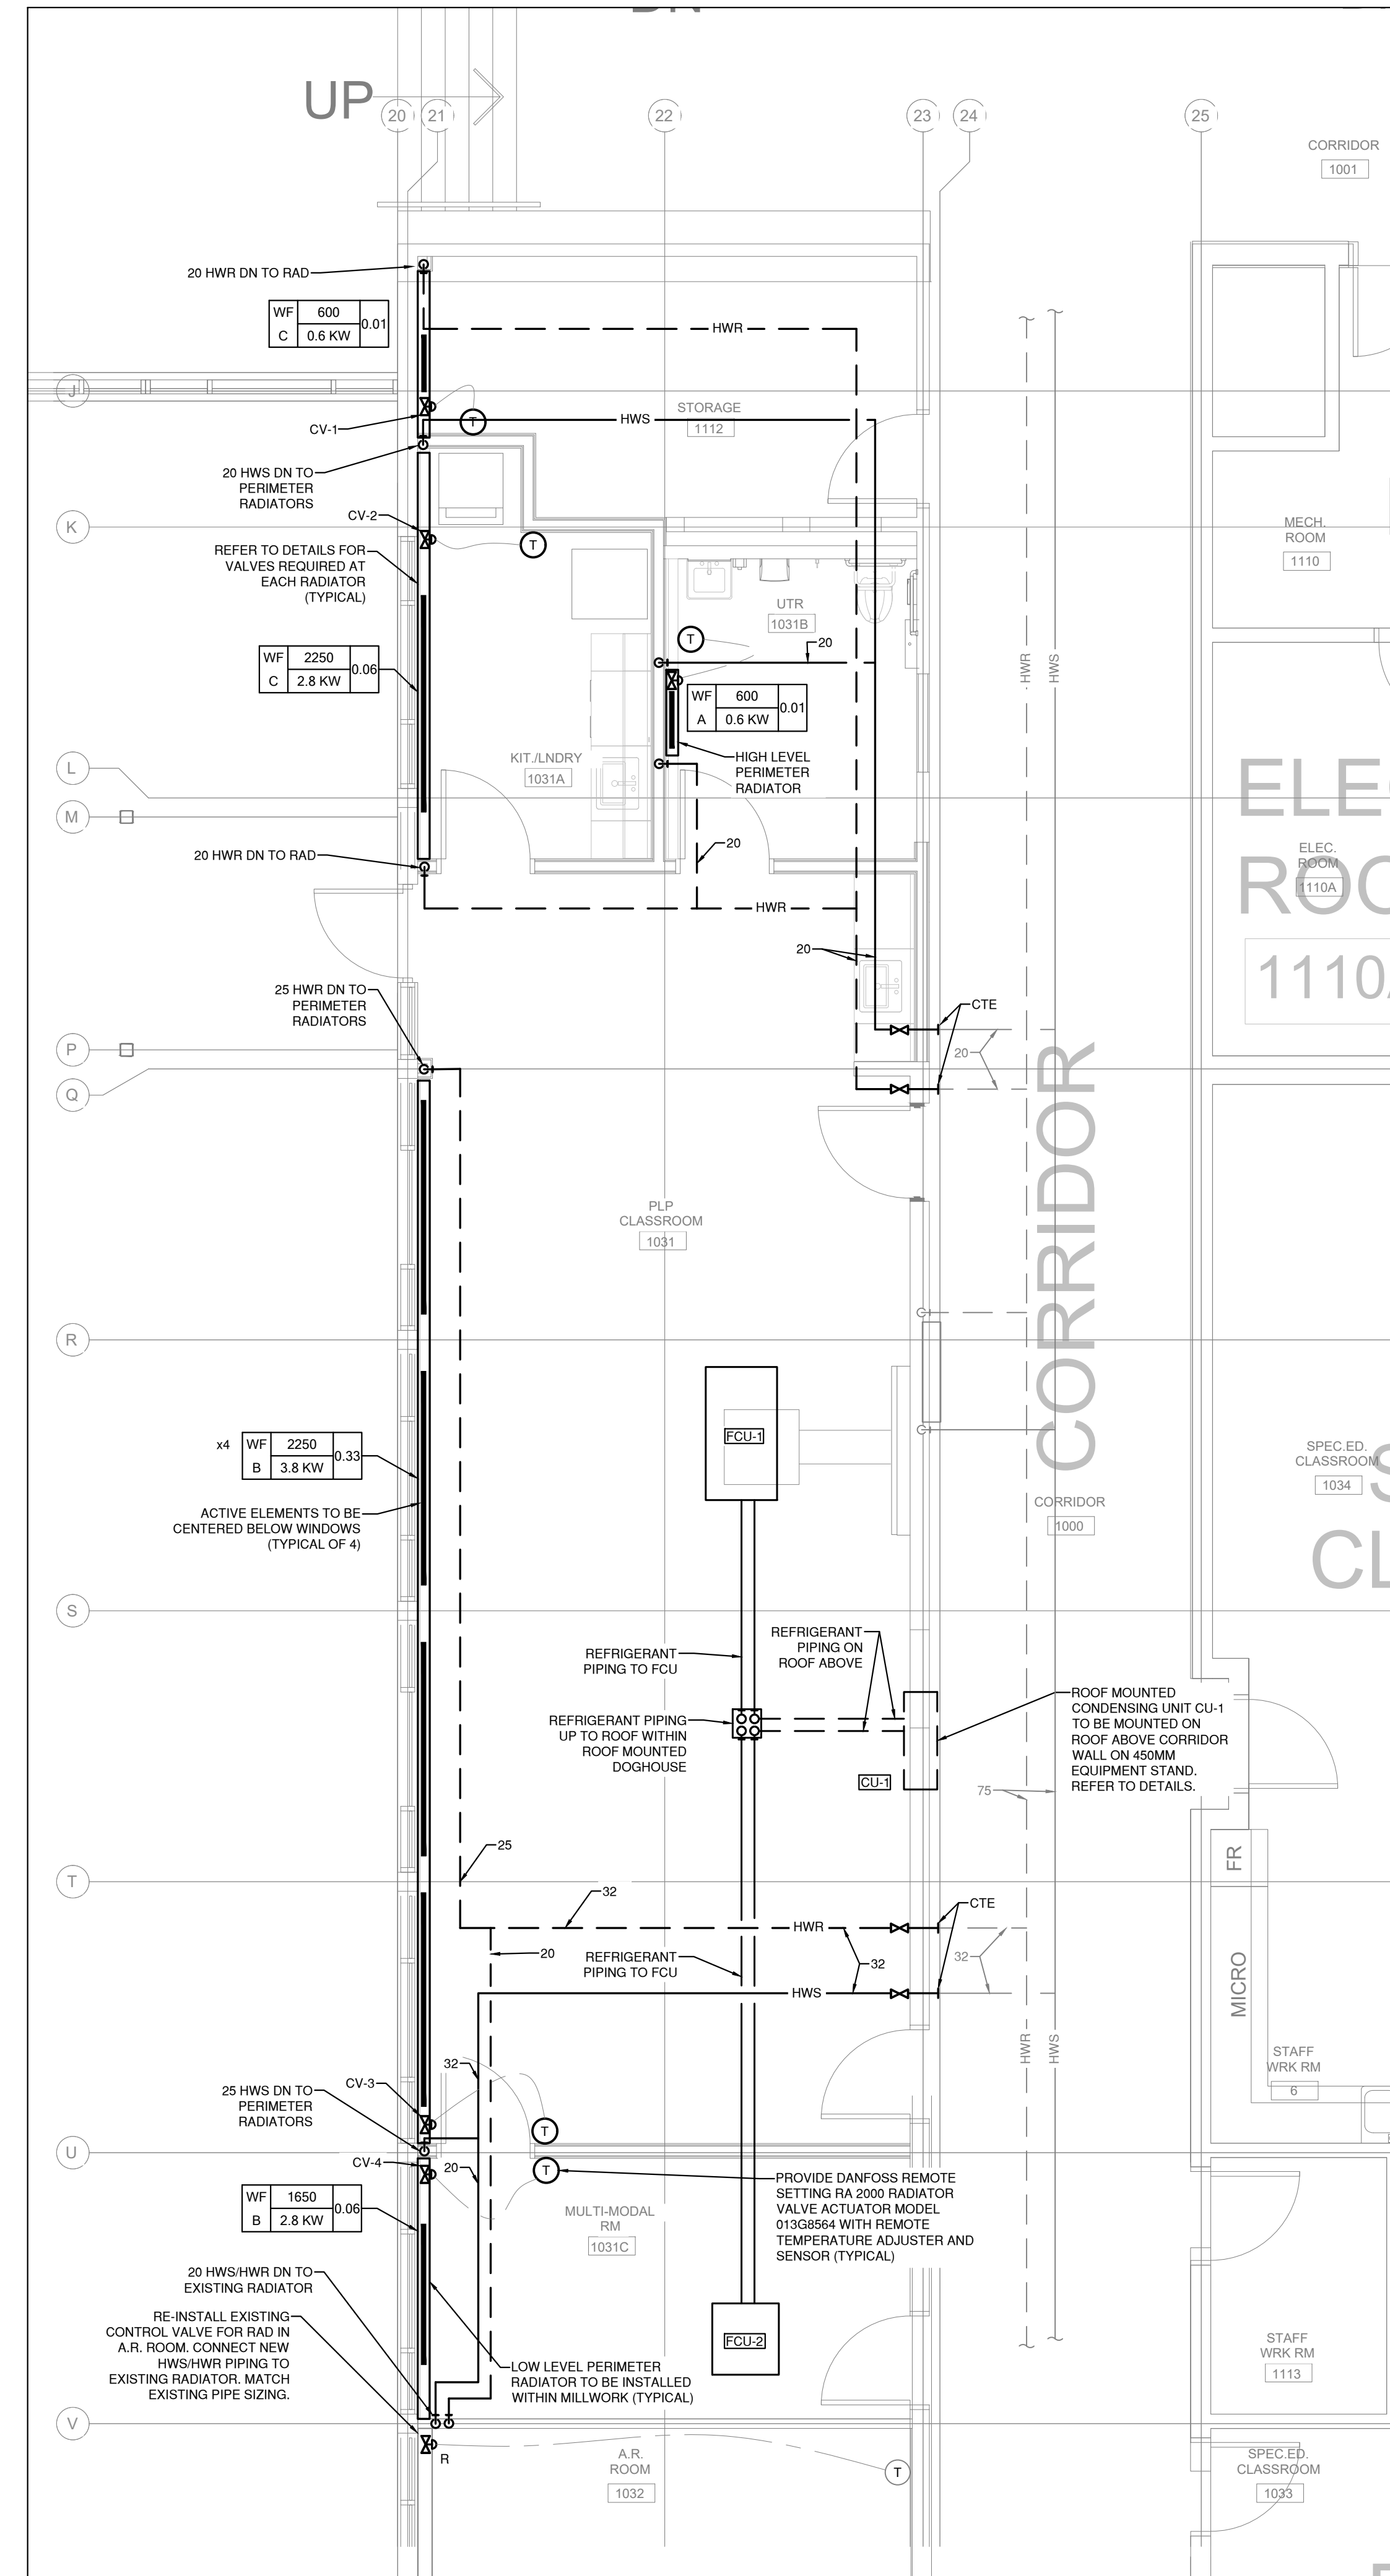 UP
20
21
22
23
24
25
CORRIDOR
1001
20 HWR DN TO RAD
WF 600 0.01
C 0.6 KW
HWR
J
STORAGE
1112
HWS
CV-1
T
20 HWS DN TO
PERIMETER
RADIATORS
CV-2
K
T
MECH.
ROOM
1110
REFER TO DETAILS FOR
VALVES REQUIRED AT
EACH RADIATOR
(TYPICAL)
UTR
1031B
T
20
HWR
HWS
WF 2250 0.06
C 2.8 KW
WF 600 0.01
A 0.6 KW
KIT./LNDRY
1031A
HIGH LEVEL
PERIMETER
RADIATOR
L
M
20 HWR DN TO RAD
20
ELEC.
ROOM
1110A
HWR
20
25 HWR DN TO
PERIMETER
RADIATORS
CTE
P
20
Q
CORRIDOR
PLP
CLASSROOM
1031
R
FCU-1
x4
WF 2250 0.33
B 3.8 KW
SPEC.ED.
CLASSROOM
1034
ACTIVE ELEMENTS TO BE
CENTERED BELOW WINDOWS
(TYPICAL OF 4)
CORRIDOR
1000
S
REFRIGERANT
PIPING TO FCU
REFRIGERANT
PIPING ON
ROOF ABOVE
REFRIGERANT PIPING
UP TO ROOF WITHIN
ROOF MOUNTED
DOGHOUSE
ROOF MOUNTED
CONDENSING UNIT CU-1
TO BE MOUNTED ON
ROOF ABOVE CORRIDOR
WALL ON 450MM
EQUIPMENT STAND.
REFER TO DETAILS.
CU-1
75
25
FR
T
32
CTE
HWR
20
REFRIGERANT
PIPING TO FCU
32
32
HWS
MICRO
HWR
HWS
STAFF
WRK RM
6
32
CV-3
25 HWS DN TO
PERIMETER
RADIATORS
T
U
CV-4
20
T
PROVIDE DANFOSS REMOTE
SETTING RA 2000 RADIATOR
VALVE ACTUATOR MODEL
013G8564 WITH REMOTE
TEMPERATURE ADJUSTER AND
SENSOR (TYPICAL)
WF 1650 0.06
B 2.8 KW
MULTI-MODAL
RM
1031C
20 HWS/HWR DN TO
EXISTING RADIATOR
RE-INSTALL EXISTING
CONTROL VALVE FOR RAD IN
A.R. ROOM. CONNECT NEW
HWS/HWR PIPING TO
EXISTING RADIATOR. MATCH
EXISTING PIPE SIZING.
FCU-2
STAFF
WRK RM
1113
LOW LEVEL PERIMETER
RADIATOR TO BE INSTALLED
WITHIN MILLWORK (TYPICAL)
V
R
A.R.
ROOM
1032
T
SPEC.ED.
CLASSROOM
1033